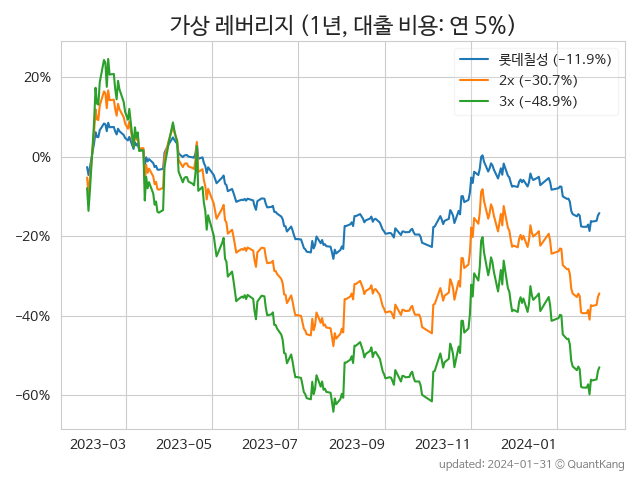 가상 레버리지 (1년, 대출 비용: 연 5%)
롯데칠성 (−11.9%)
2x (−30.7%)
3x (−48.9%)
20%
0%
−20%
−40%
−60%
2023−03 2023−05 2023−07 2023−09 2023−11 2024−01
updated: 2024-01-31 © QuantKang